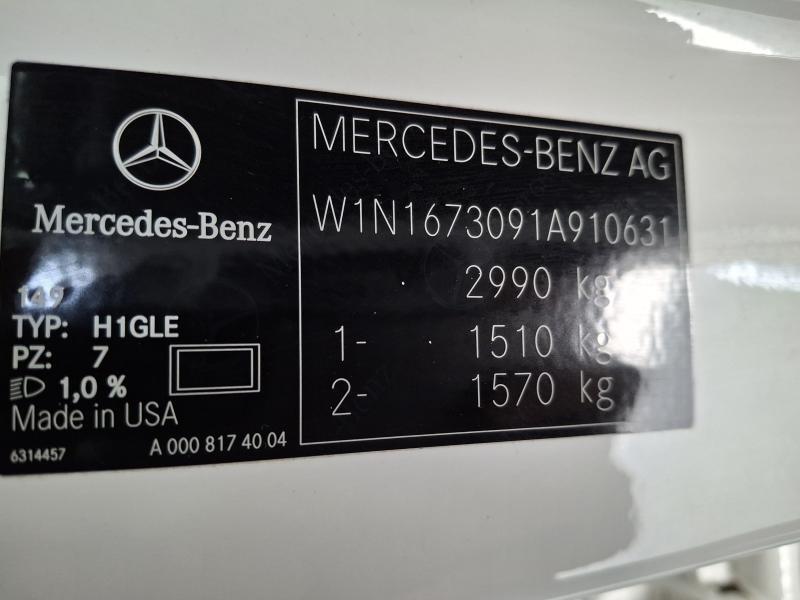 Mercedes-Benz
149
TYP: H1GLE
PZ: 7
1,0 %
Made in USA
6314457
A 000 817 40 04
MERCEDES-BENZ AG
W1N1673091A910631
2990 kg
1- 1510 kg
2- 1570 kg